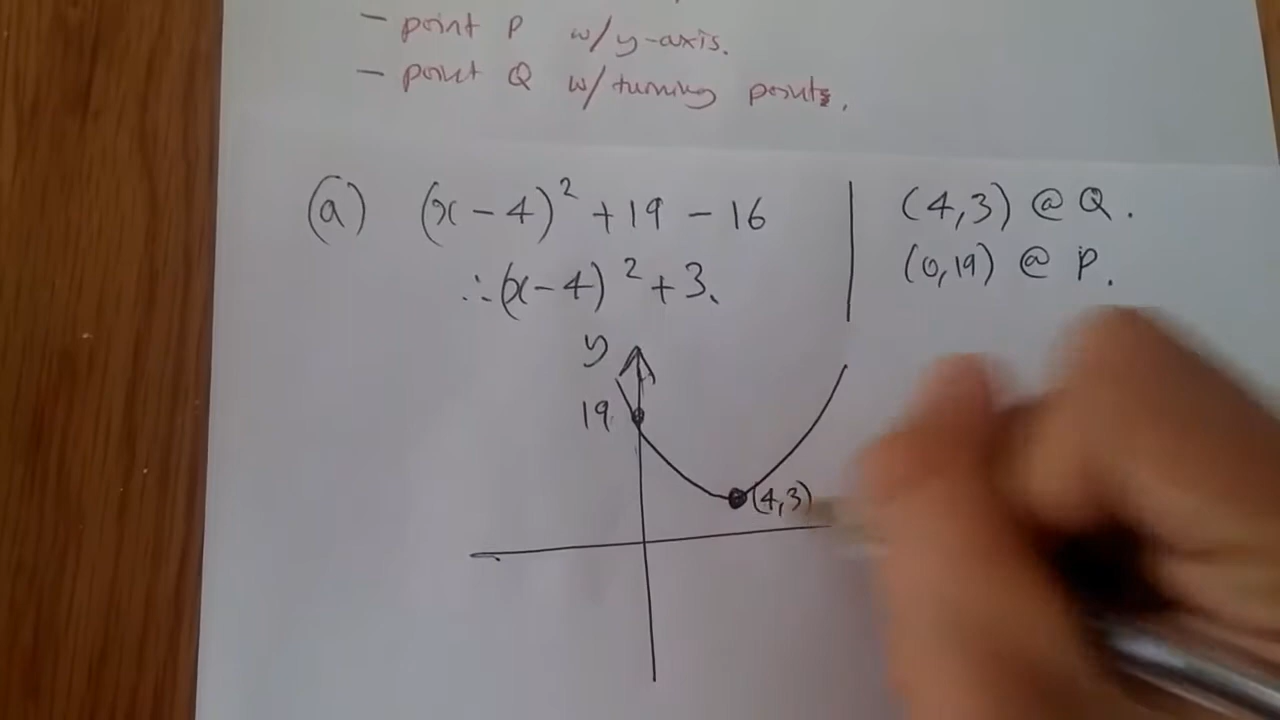 – point P w/ y-axis.
– point Q w/ turning points.
(a) (x – 4)² + 19 – 16
(4,3) @ Q.
∴ (x – 4)² + 3.
(0,19) @ P.
y
19
(4,3)